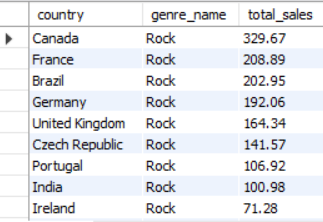 country genre_name total_sales
Canada Rock 329.67
France Rock 208.89
Brazil Rock 202.95
Germany Rock 192.06
United Kingdom Rock 164.34
Czech Republic Rock 141.57
Portugal Rock 106.92
India Rock 100.98
Ireland Rock 71.28